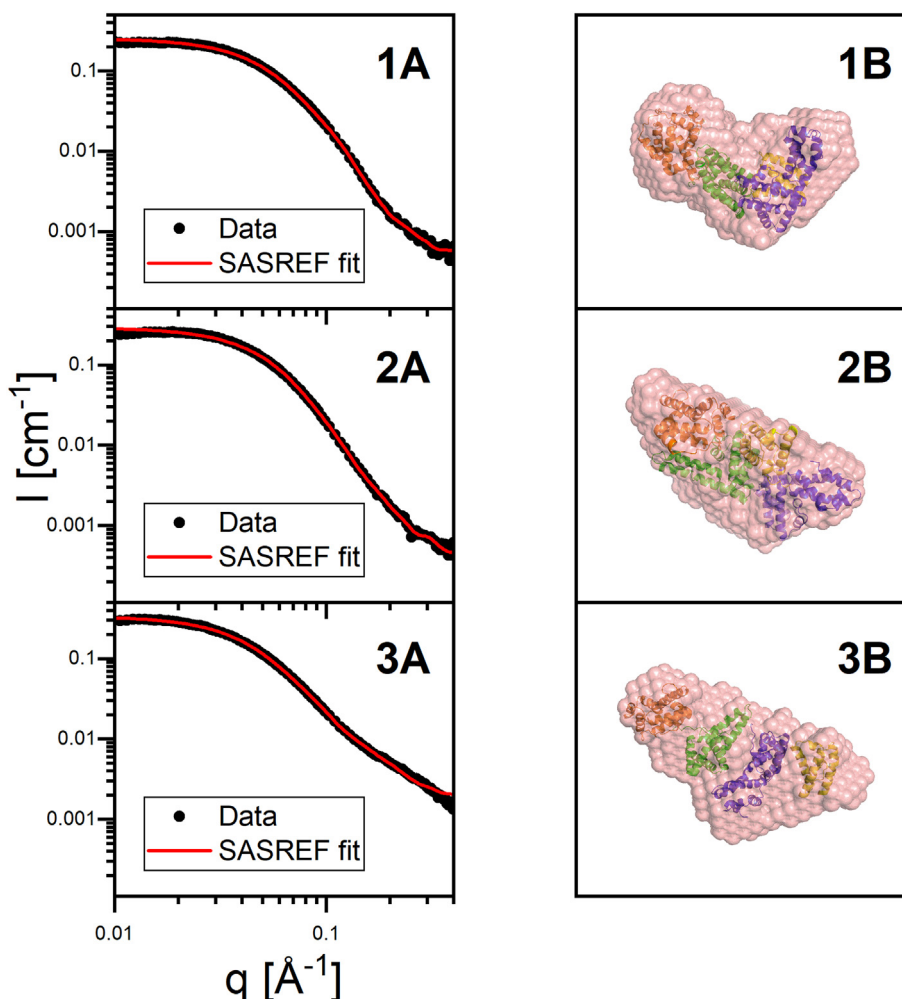 1A
0.1
0.01
0.001
Data
SASREF fit
1B
2A
0.1
0.01
0.001
Data
SASREF fit
2B
I [cm⁻¹]
3A
0.1
0.01
0.001
Data
SASREF fit
3B
0.01 0.1
q [Å⁻¹]